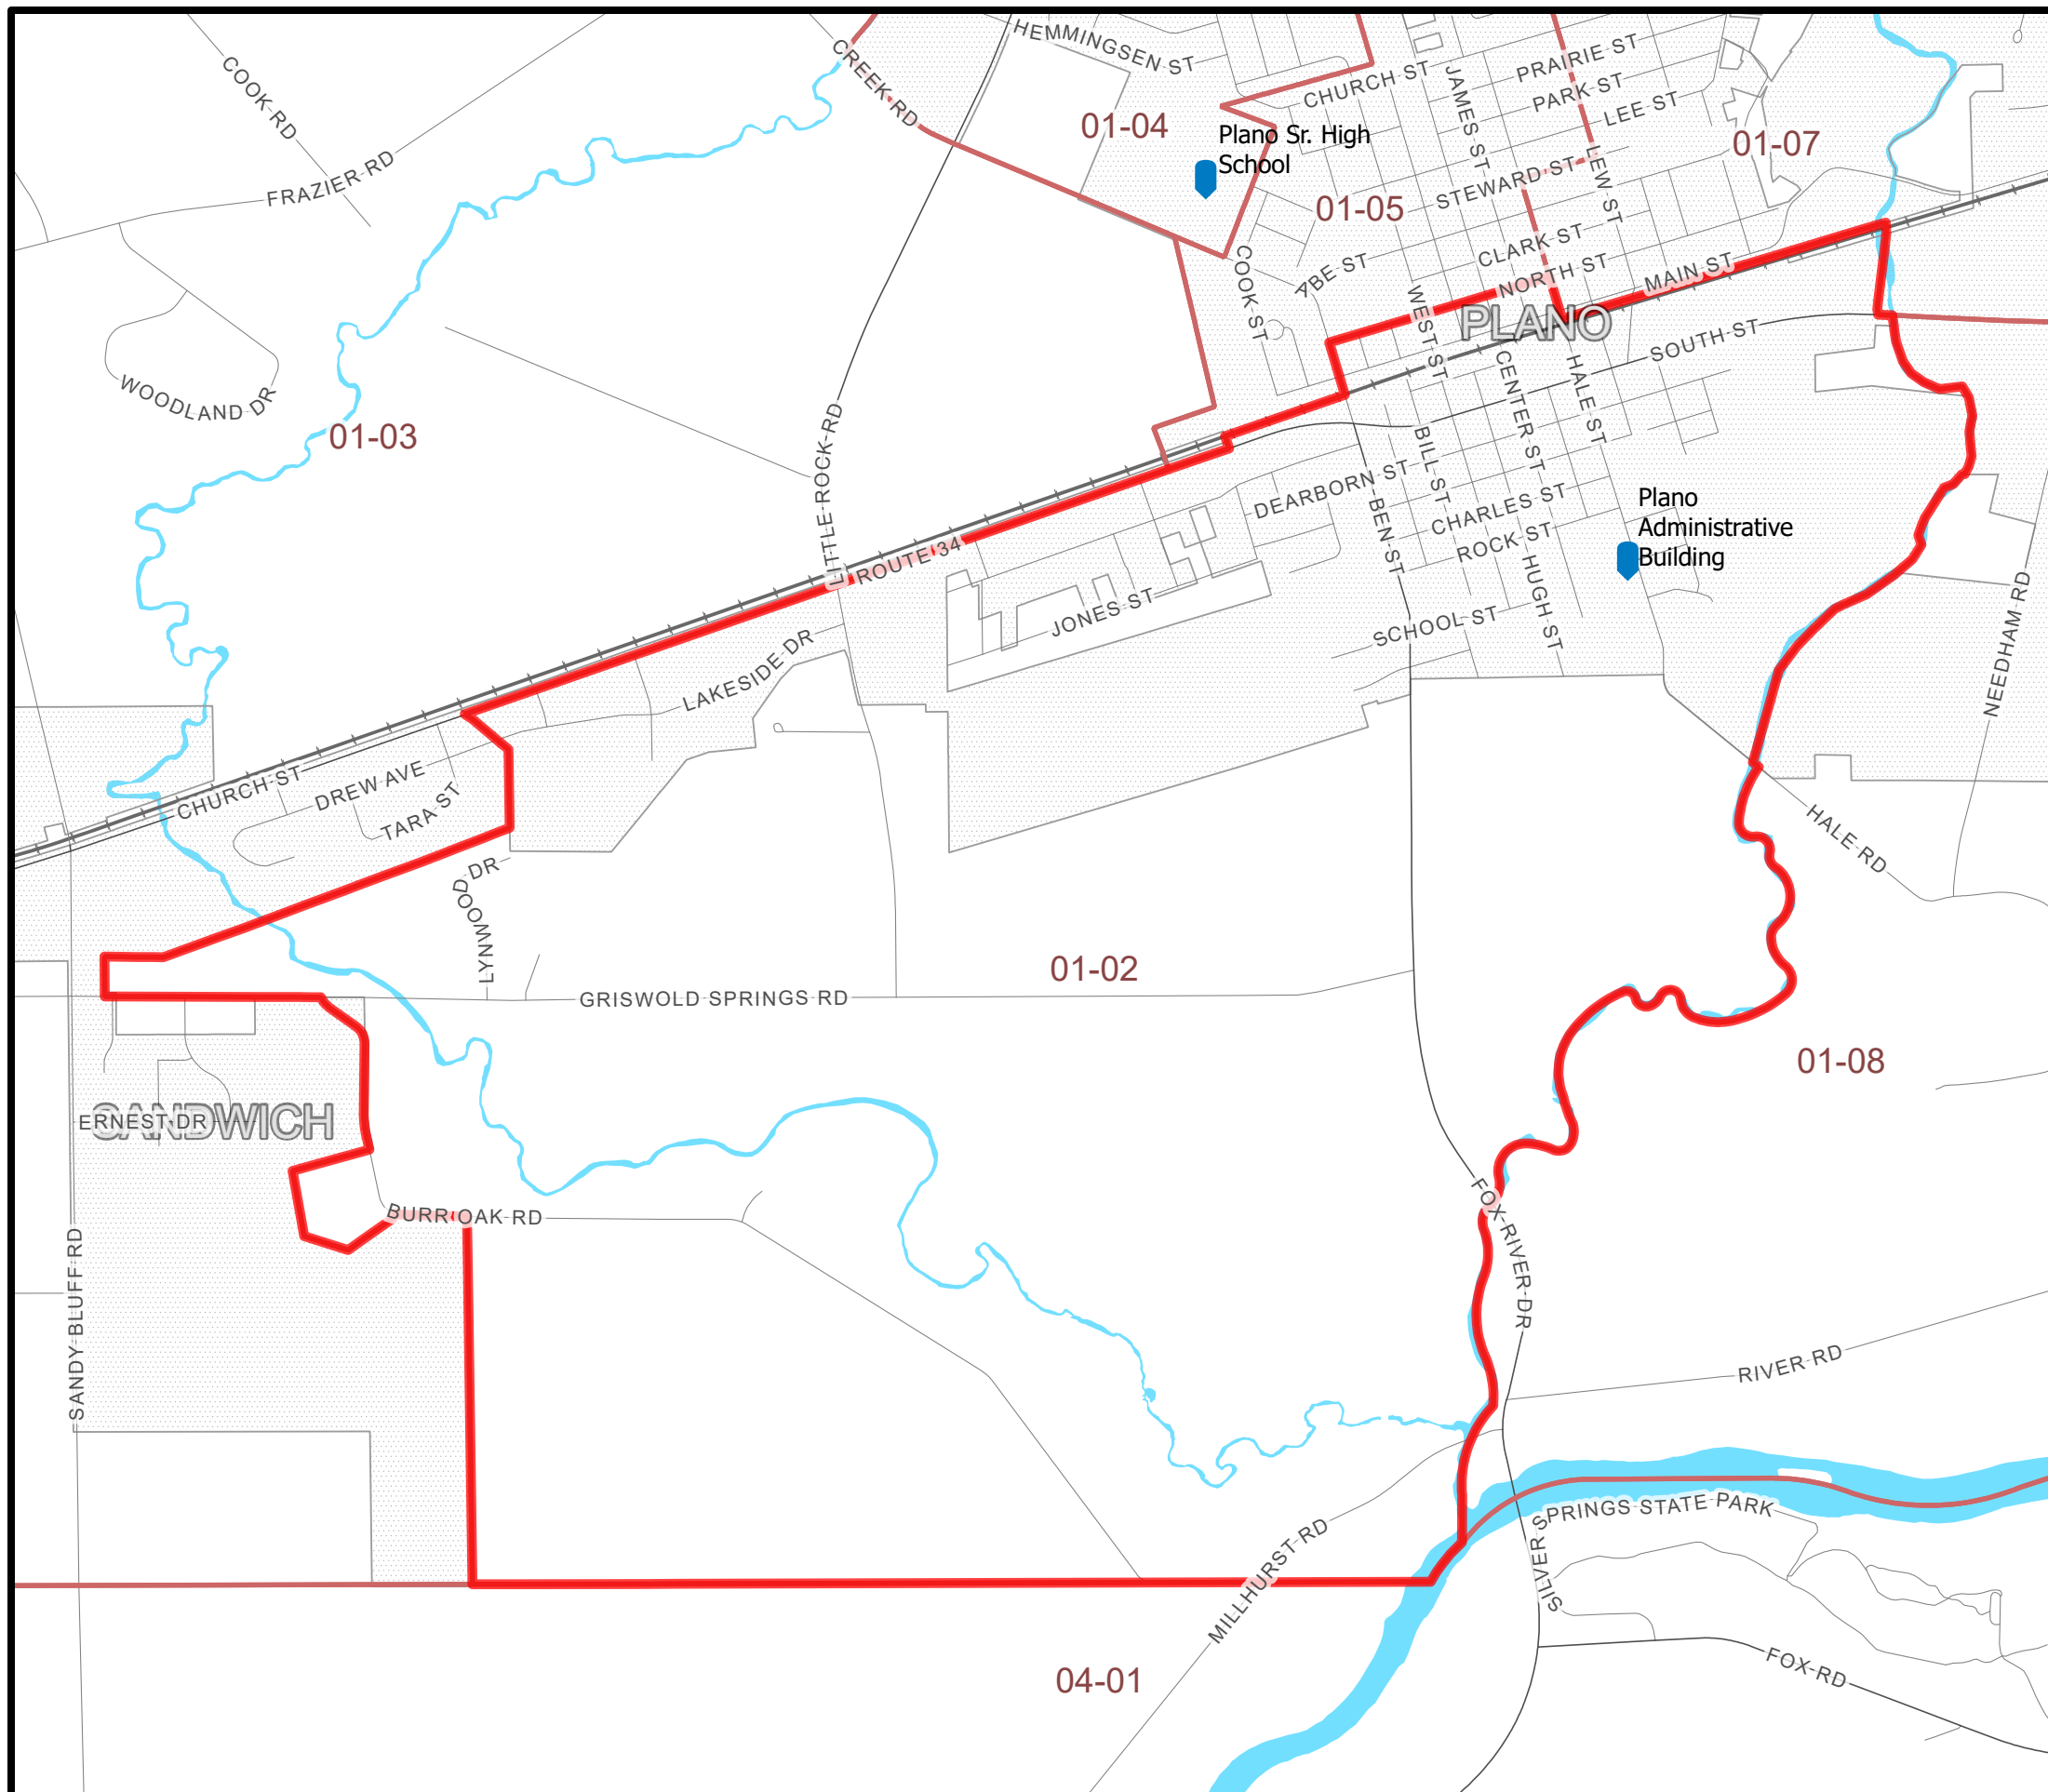 HEMMINGSEN ST
CREEK RD
COOK RD
PRAIRIE ST
CHURCH ST
JAMES ST
PARK ST
LEE ST
01-04
Plano Sr. High
School
01-07
FRAZIER RD
LEW ST
STEWARD ST
01-05
CLARK ST
COOK ST
ABE ST
NORTH ST
MAIN ST
WEST ST
PLANO
SOUTH ST
WOODLAND DR
01-03
CENTER ST
HALE ST
LITTLE ROCK RD
BILL ST
DEARBORN ST
CHARLES ST
BEN ST
ROCK ST
Plano
Administrative
Building
ROUTE 34
HUGH ST
JONES ST
SCHOOL ST
NEEDHAM RD
LAKESIDE DR
CHURCH ST
DREW AVE
TARA ST
HALE RD
LYNWOOD DR
01-02
GRISWOLD SPRINGS RD
01-08
ERNEST DR
SANDWICH
BURR OAK RD
FOX RIVER DR
SANDY BLUFF RD
RIVER RD
SILVER SPRINGS STATE PARK
MILLHURST RD
FOX RD
04-01